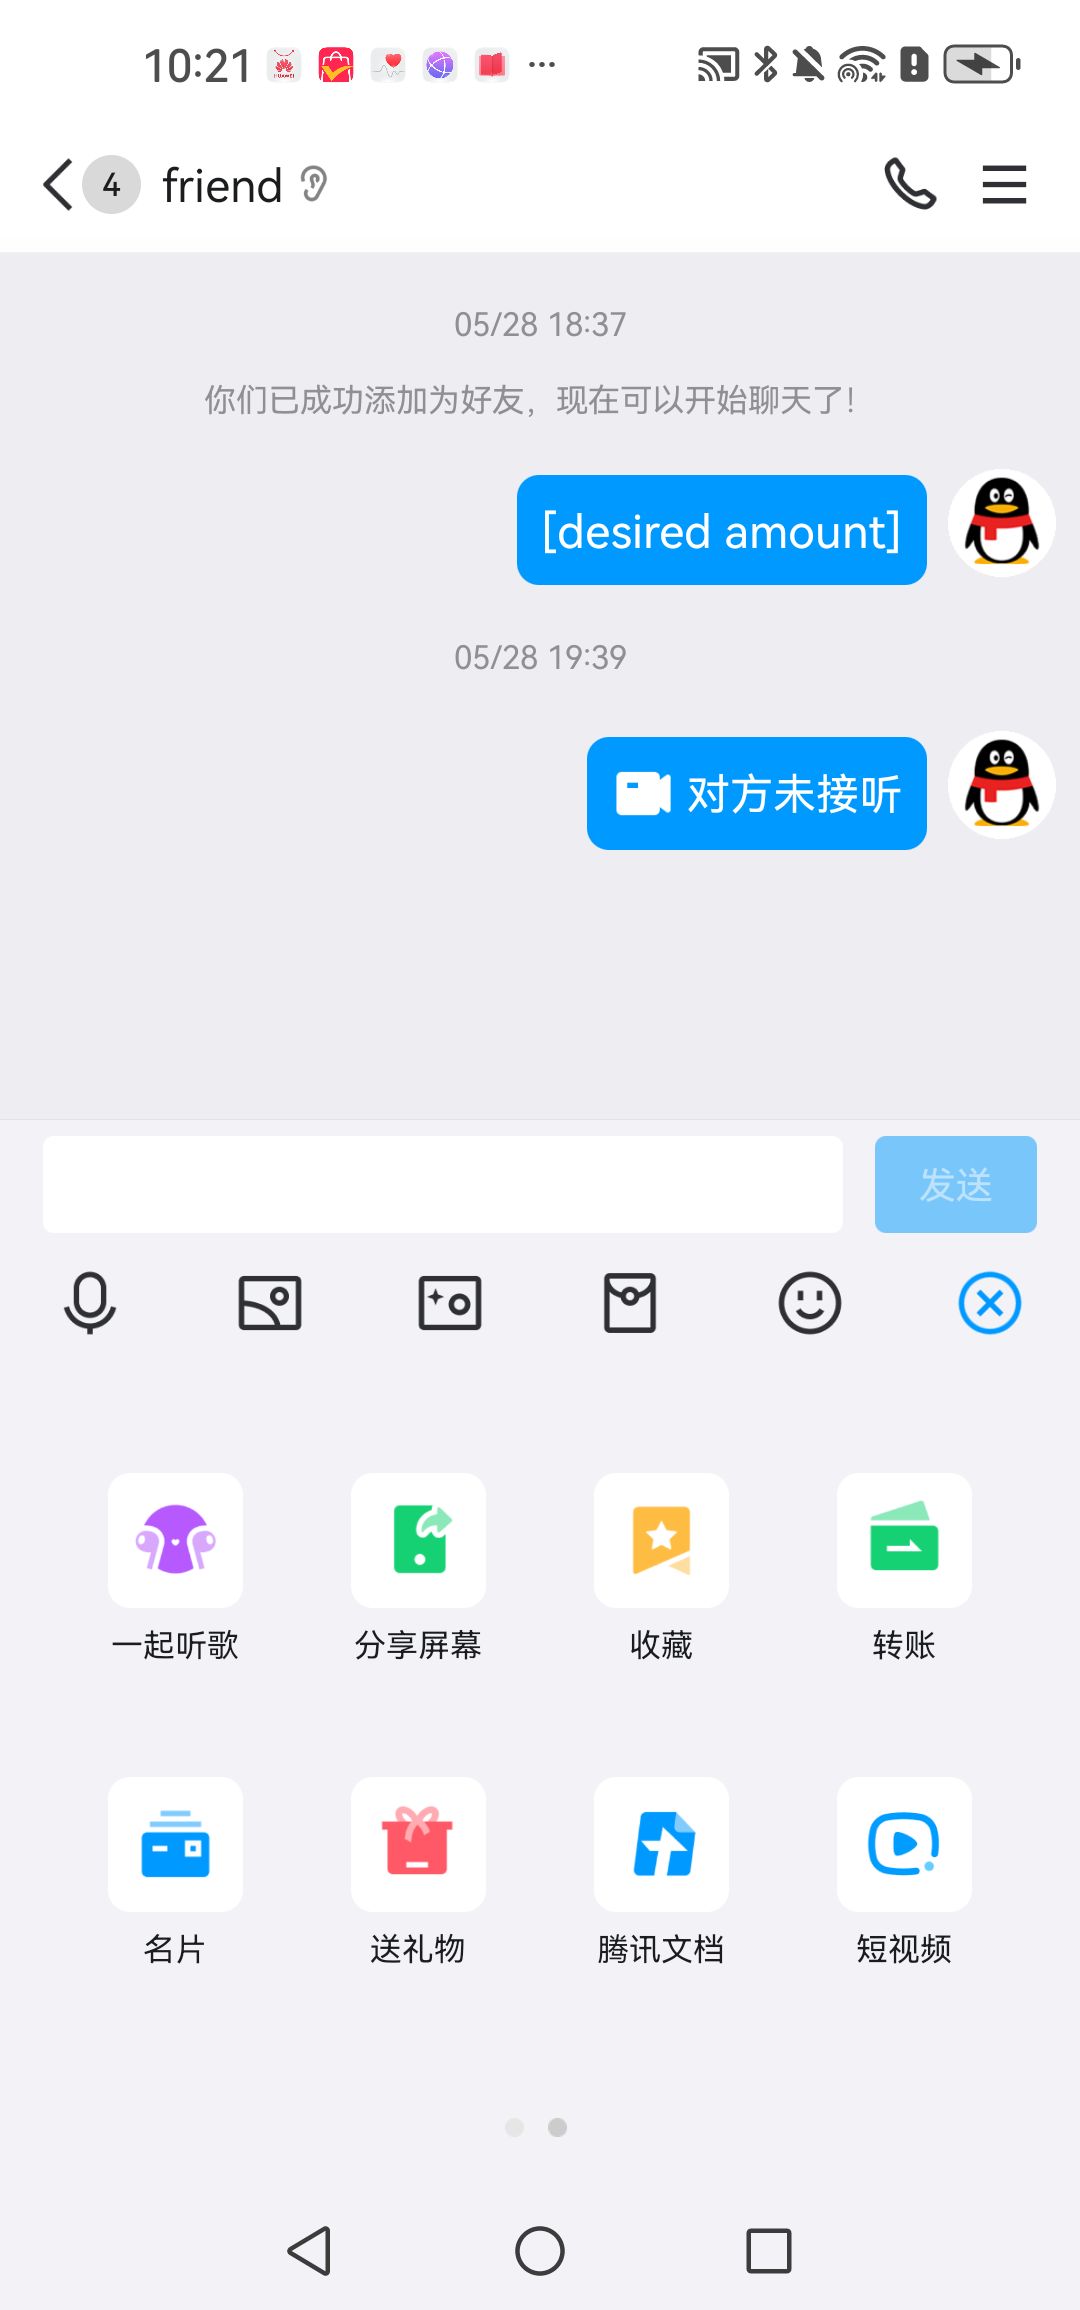 10:21
4 friend
05/28 18:37
你们已成功添加为好友，现在可以开始聊天了！
[desired amount]
05/28 19:39
对方未接听
发送
一起听歌 分享屏幕 收藏 转账
名片 送礼物 腾讯文档 短视频